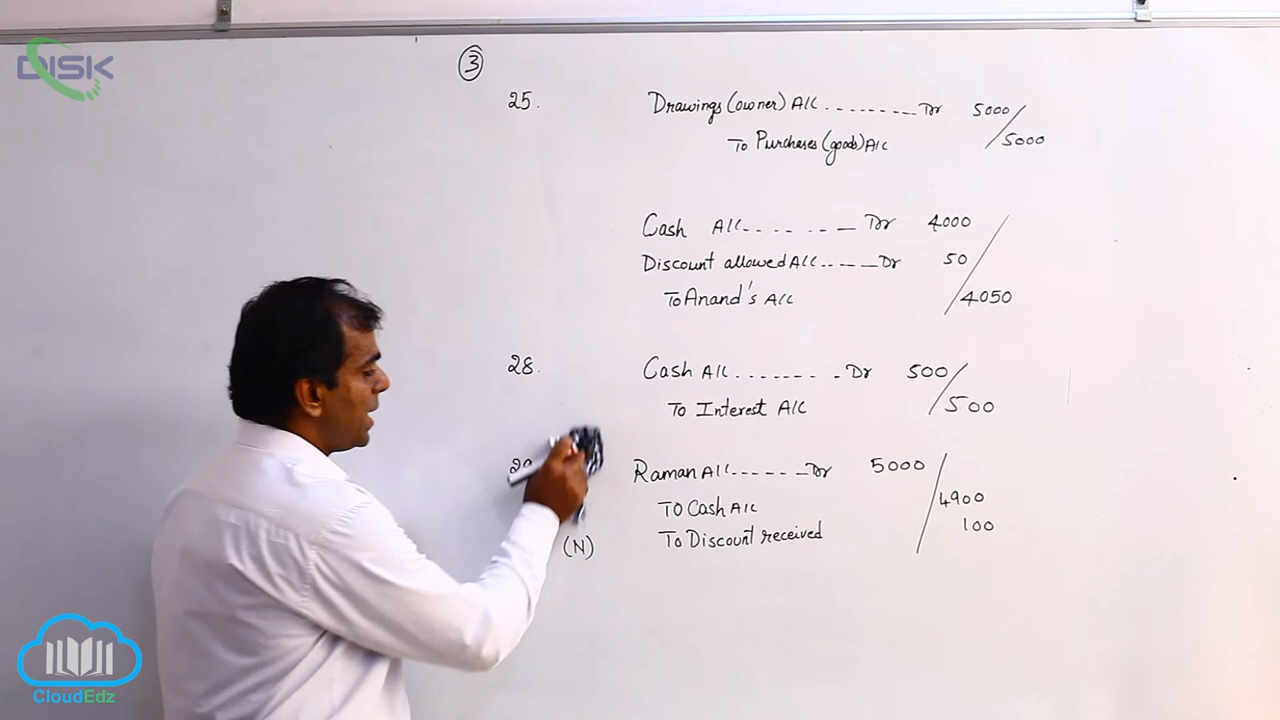 DISK
3
25. Drawings (owner) A/C ......... Dr 5000
To Purchases (goods) A/C 5000
Cash A/C.... .. — Dr 4000
Discount allowed A/C...... Dr 50
To Anand's A/C 4050
28. Cash A/C....... . Dr 500
To Interest A/C 500
Raman A/C...... Dr 5000
To Cash A/C 4900
(N) To Discount received 100
CloudEdz